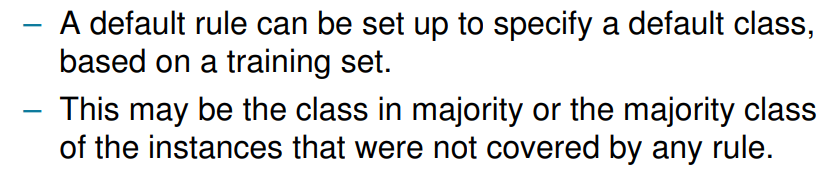 – A default rule can be set up to specify a default class,
based on a training set.
– This may be the class in majority or the majority class
of the instances that were not covered by any rule.